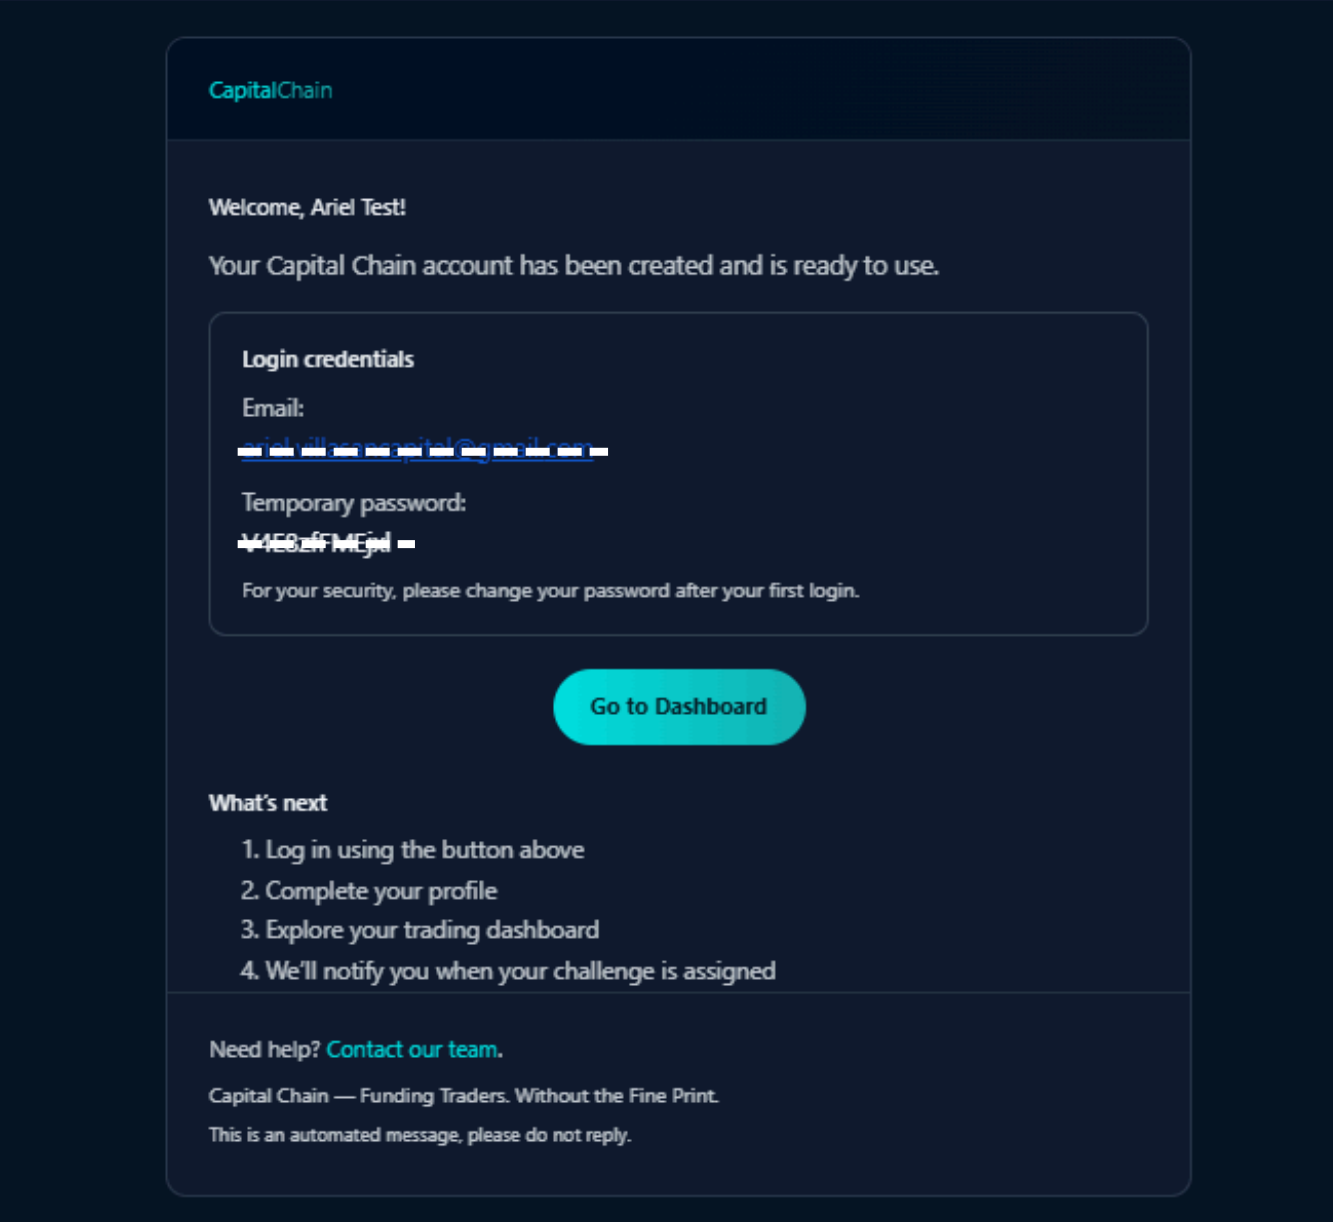 CapitalChain
Welcome, Ariel Test!
Your Capital Chain account has been created and is ready to use.
Login credentials
Email:
Temporary password:
For your security, please change your password after your first login.
Go to Dashboard
What's next
1. Log in using the button above
2. Complete your profile
3. Explore your trading dashboard
4. We'll notify you when your challenge is assigned
Need help? Contact our team.
Capital Chain — Funding Traders. Without the Fine Print.
This is an automated message, please do not reply.